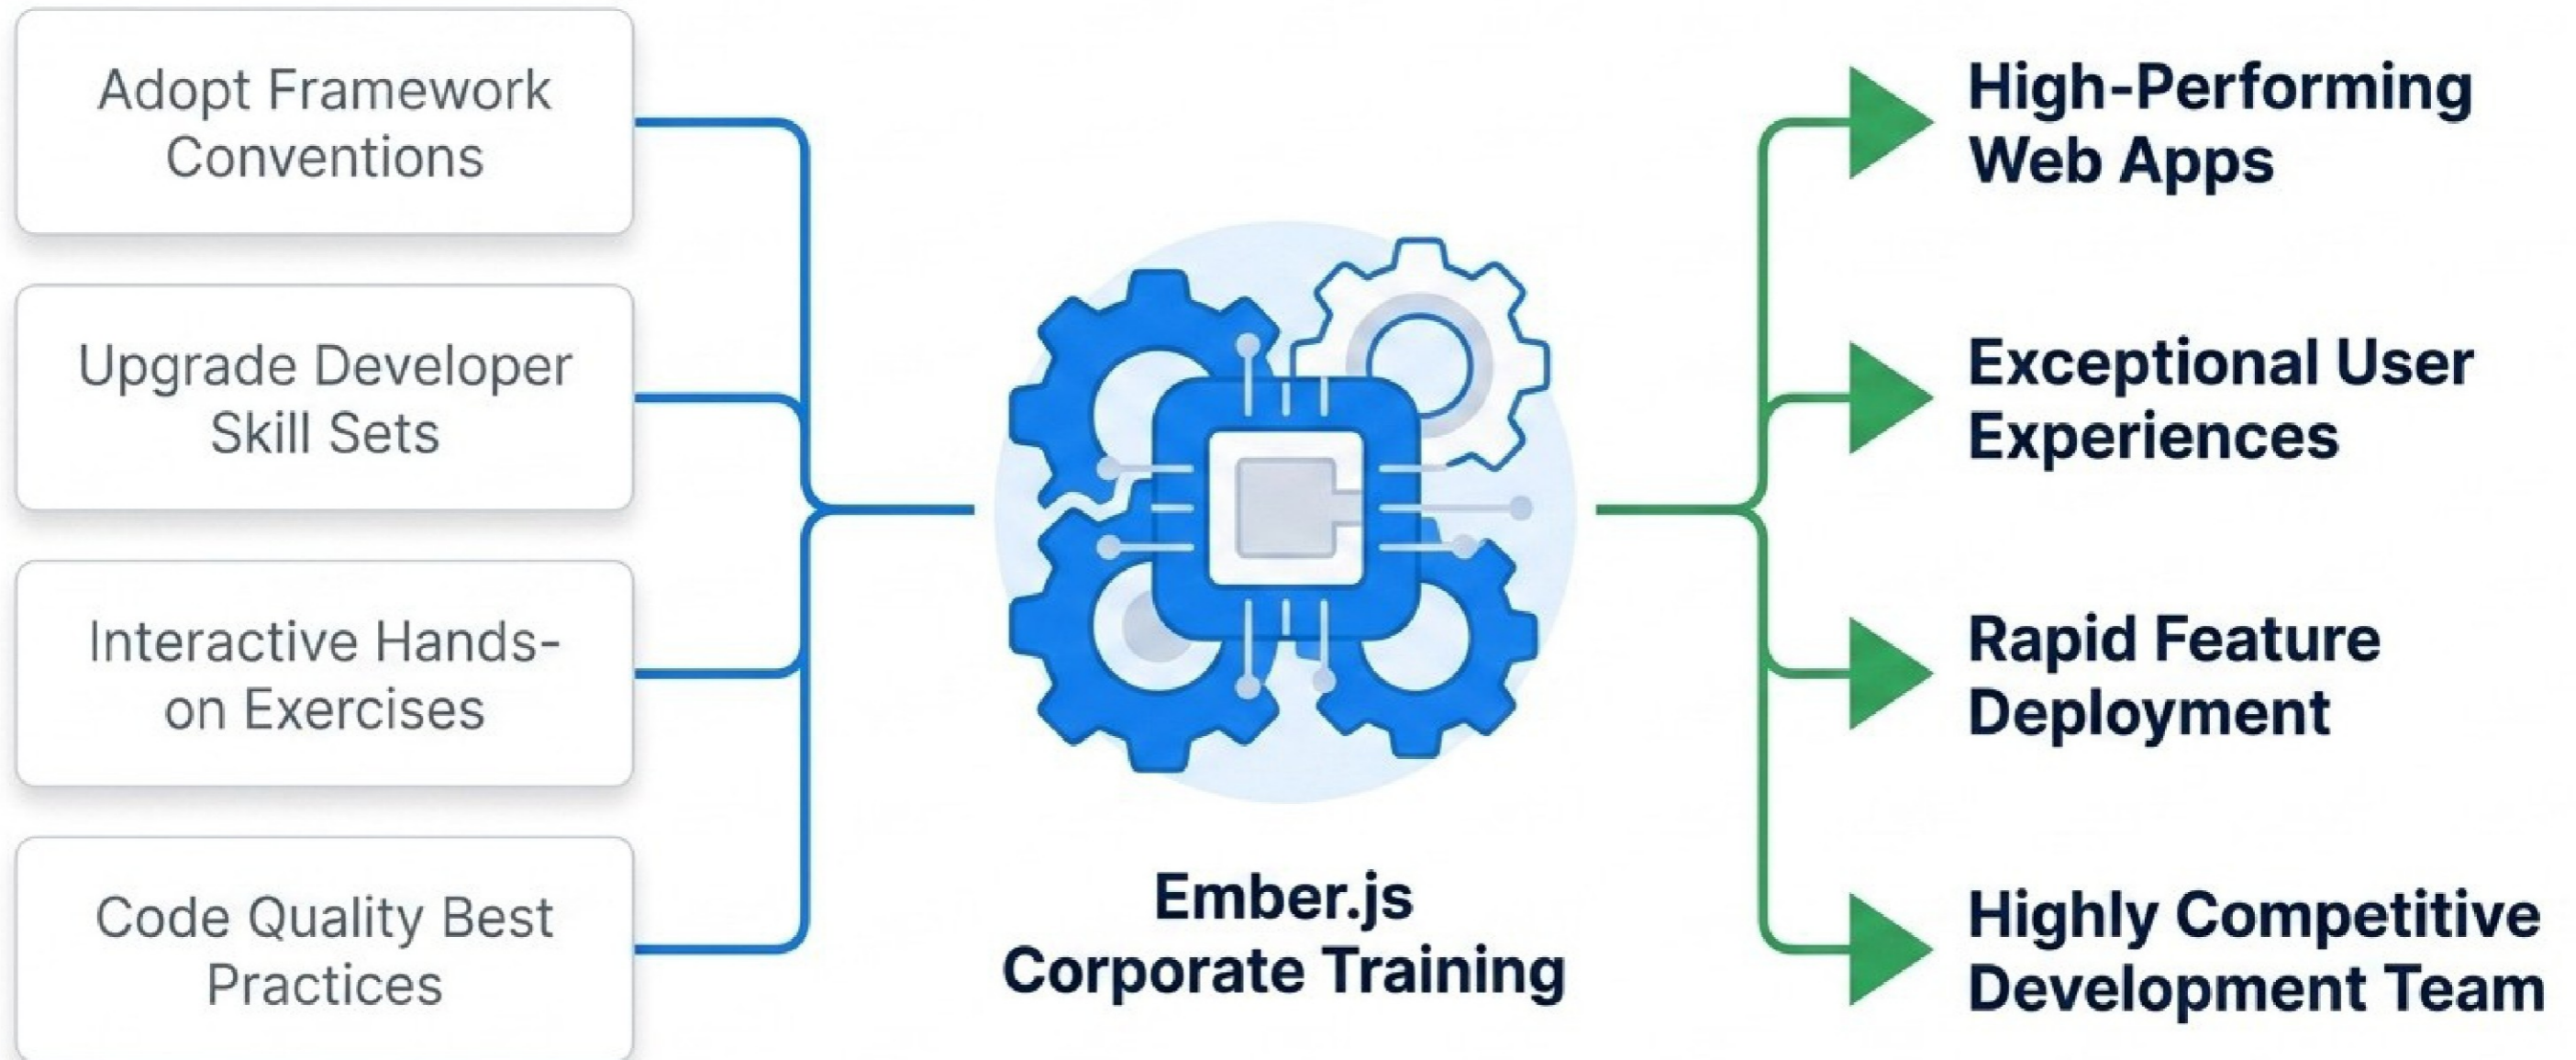 Adopt Framework
Conventions
Upgrade Developer
Skill Sets
Interactive Hands-
on Exercises
Code Quality Best
Practices
Ember.js
Corporate Training
High-Performing
Web Apps
Exceptional User
Experiences
Rapid Feature
Deployment
Highly Competitive
Development Team